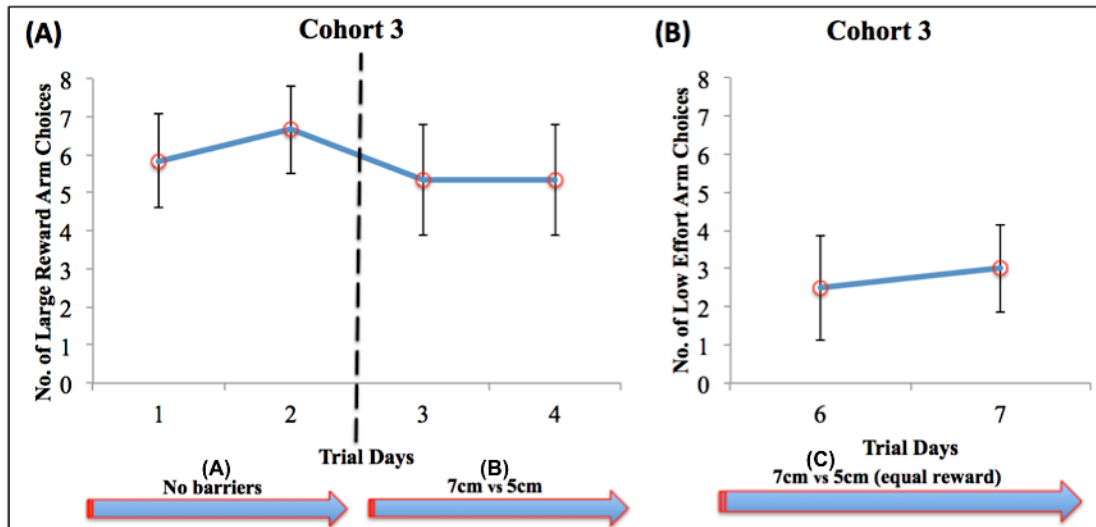 (A)
Cohort 3
No. of Large Reward Arm Choices
8
7
6
5
4
3
2
1
0
1 2 3 4
Trial Days
(A)
No barriers
(B)
7cm vs 5cm
(B)
Cohort 3
No. of Low Effort Arm Choices
8
7
6
5
4
3
2
1
0
6 7
Trial Days
(C)
7cm vs 5cm (equal reward)